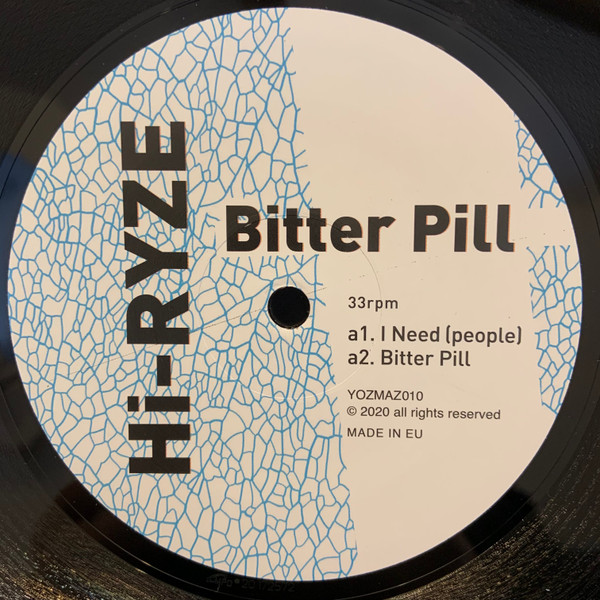 Hi-RYZE
Bitter Pill
33rpm
a1. I Need (people)
a2. Bitter Pill
YOZMAZ010
© 2020 all rights reserved
MADE IN EU